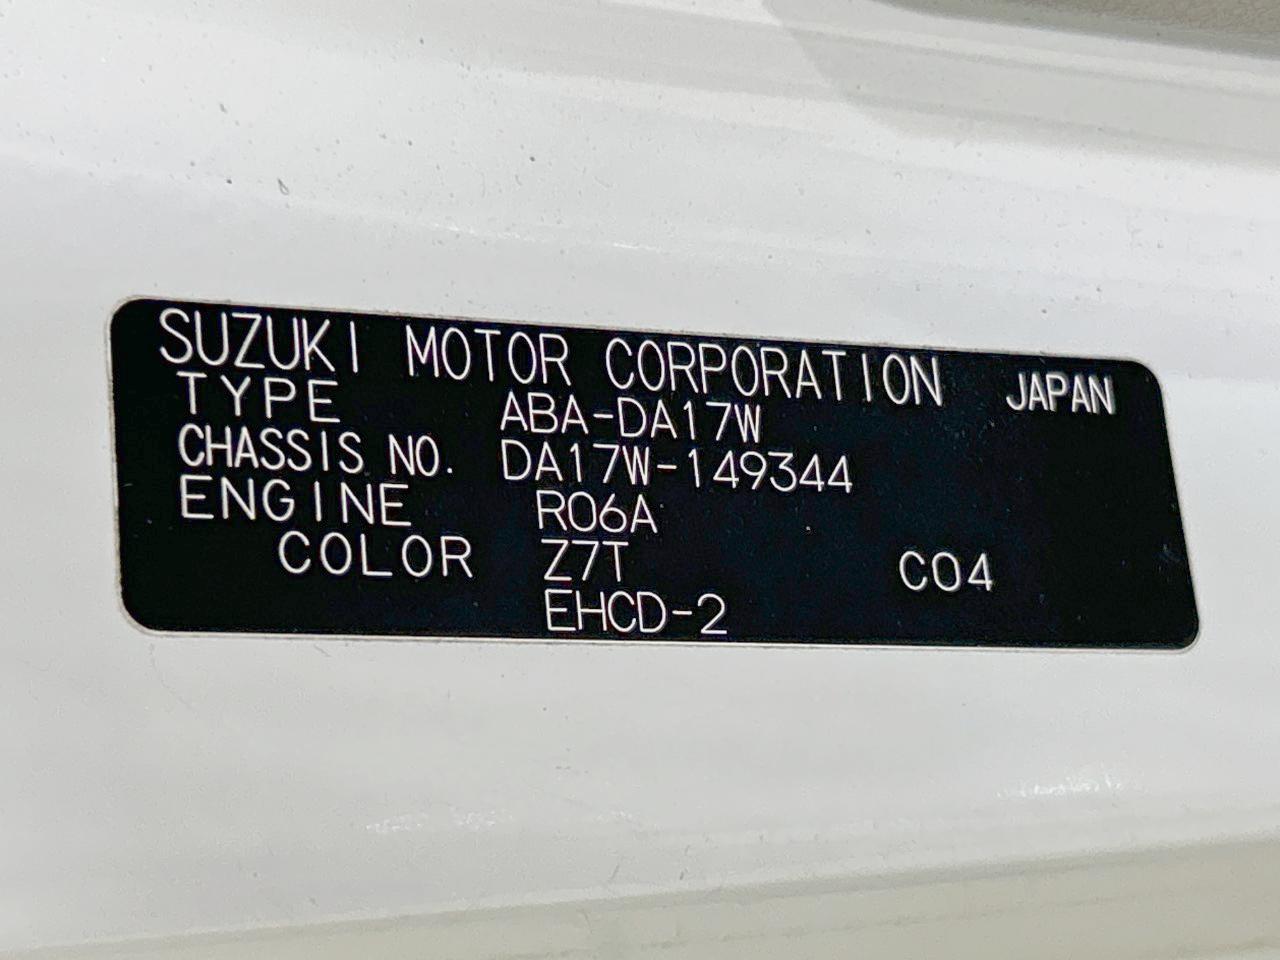 SUZUKI MOTOR CORPORATION JAPAN
TYPE ABA-DA17W
CHASSIS NO. DA17W-149344
ENGINE R06A
COLOR Z7T C04
EHCD-2